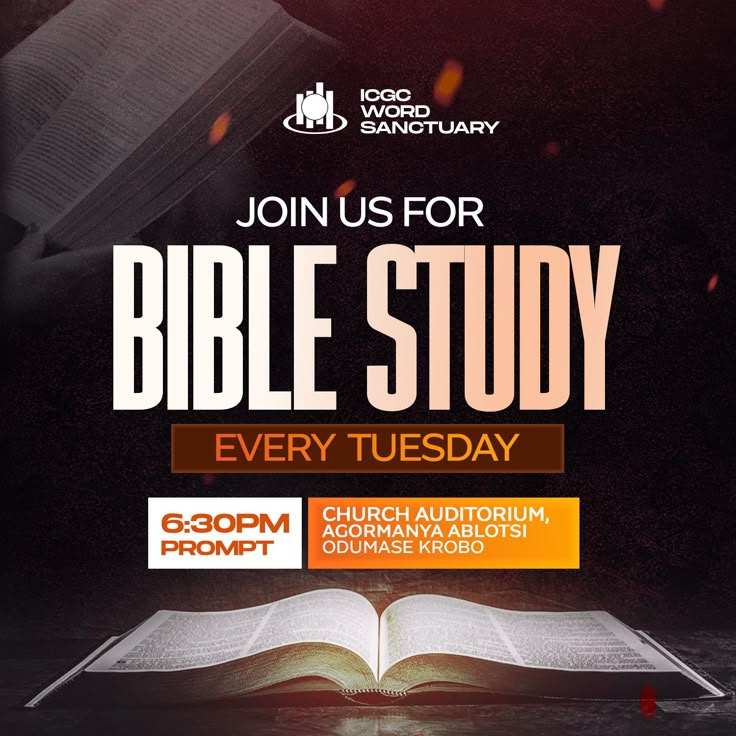 ICGC
WORD
SANCTUARY
JOIN US FOR
BIBLE STUDY
EVERY TUESDAY
6:30PM
PROMPT
CHURCH AUDITORIUM,
AGORMANYA ABLOTSI
ODUMASE KROBO